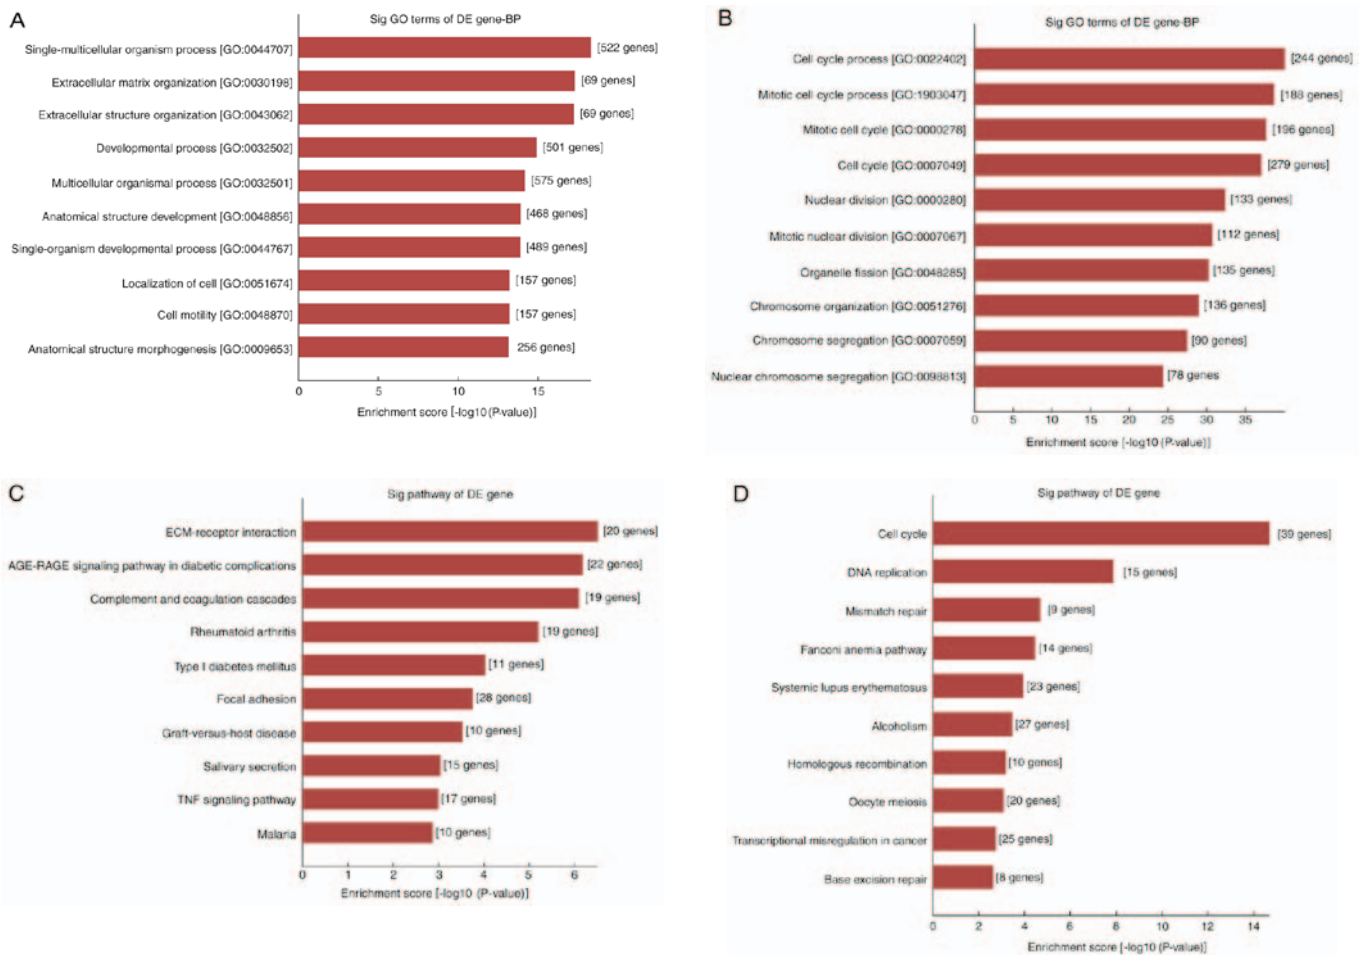 A
Sig GO terms of DE gene-BP
Single-multicellular organism process [GO:0044707]
[522 genes]
Extracellular matrix organization [GO:0030198]
[69 genes]
Extracellular structure organization [GO:0043062]
[69 genes]
Developmental process [GO:0032502]
[501 genes]
Multicellular organismal process [GO:0032501]
[575 genes]
Anatomical structure development [GO:0048856]
[468 genes]
Single-organism developmental process [GO:0044767]
[489 genes]
Localization of cell [GO:0051674]
[157 genes]
Cell motility [GO:0048870]
[157 genes]
Anatomical structure morphogenesis [GO:0009653]
256 genes]
0 5 10 15
Enrichment score [-log10 (P-value)]
B
Sig GO terms of DE gene-BP
Cell cycle process [GO:0022402]
[244 genes]
Mitotic cell cycle process [GO:1903047]
[188 genes]
Mitotic cell cycle [GO:0000278]
[196 genes]
Cell cycle [GO:0007049]
[279 genes]
Nuclear division [GO:0000280]
[133 genes]
Mitotic nuclear division [GO:0007067]
[112 genes]
Organelle fission [GO:0048285]
[135 genes]
Chromosome organization [GO:0051276]
[136 genes]
Chromosome segregation [GO:0007059]
[90 genes]
Nuclear chromosome segregation [GO:0098813]
[78 genes
0 5 10 15 20 25 30 35
Enrichment score [-log10 (P-value)]
C
Sig pathway of DE gene
ECM-receptor interaction
[20 genes]
AGE-RAGE signaling pathway in diabetic complications
[22 genes]
Complement and coagulation cascades
[19 genes]
Rheumatoid arthritis
[19 genes]
Type I diabetes mellitus
[11 genes]
Focal adhesion
[28 genes]
Graft-versus-host disease
[10 genes]
Salivary secretion
[15 genes]
TNF signaling pathway
[17 genes]
Malaria
[10 genes]
0 1 2 3 4 5 6
Enrichment score [-log10 (P-value)]
D
Sig pathway of DE gene
Cell cycle
[39 genes]
DNA replication
[15 genes]
Mismatch repair
[9 genes]
Fanconi anemia pathway
[14 genes]
Systemic lupus erythematosus
[23 genes]
Alcoholism
[27 genes]
Homologous recombination
[10 genes]
Oocyte meiosis
[20 genes]
Transcriptional misregulation in cancer
[25 genes]
Base excision repair
[8 genes]
0 2 4 6 8 10 12 14
Enrichment score [-log10 (P-value)]